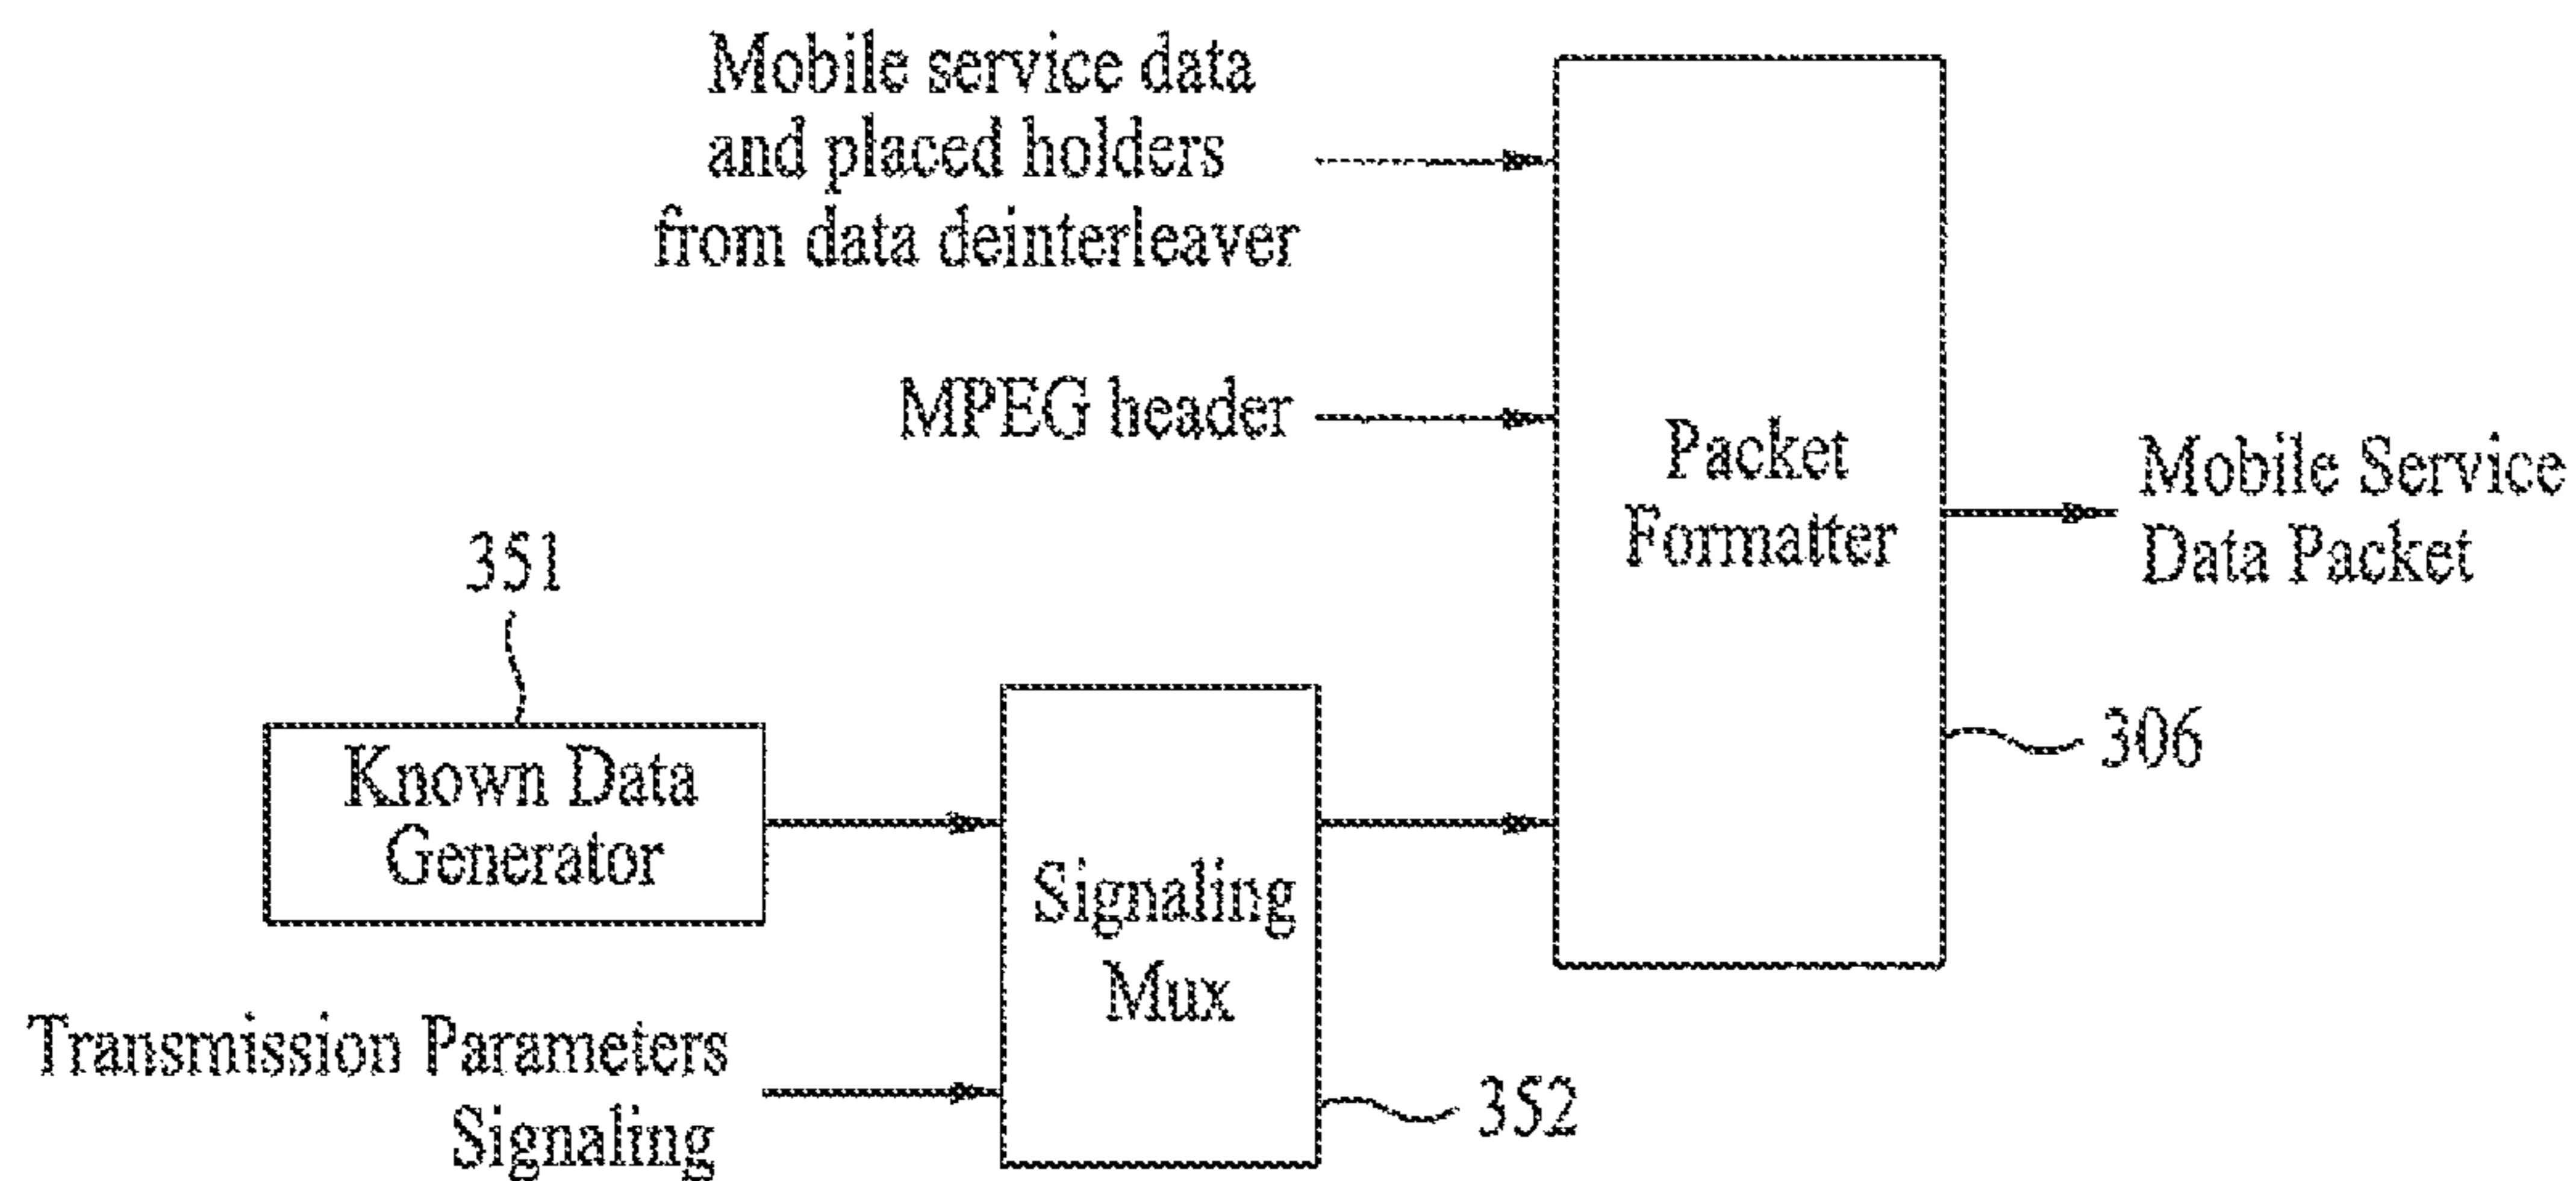 Mobile service data
and placed holders
from data deinterleaver
MPEG header
Packet
Formatter
Mobile Service
Data Packet
351
306
Known Data
Generator
Signaling
Mux
Transmission Parameters
Signaling
352